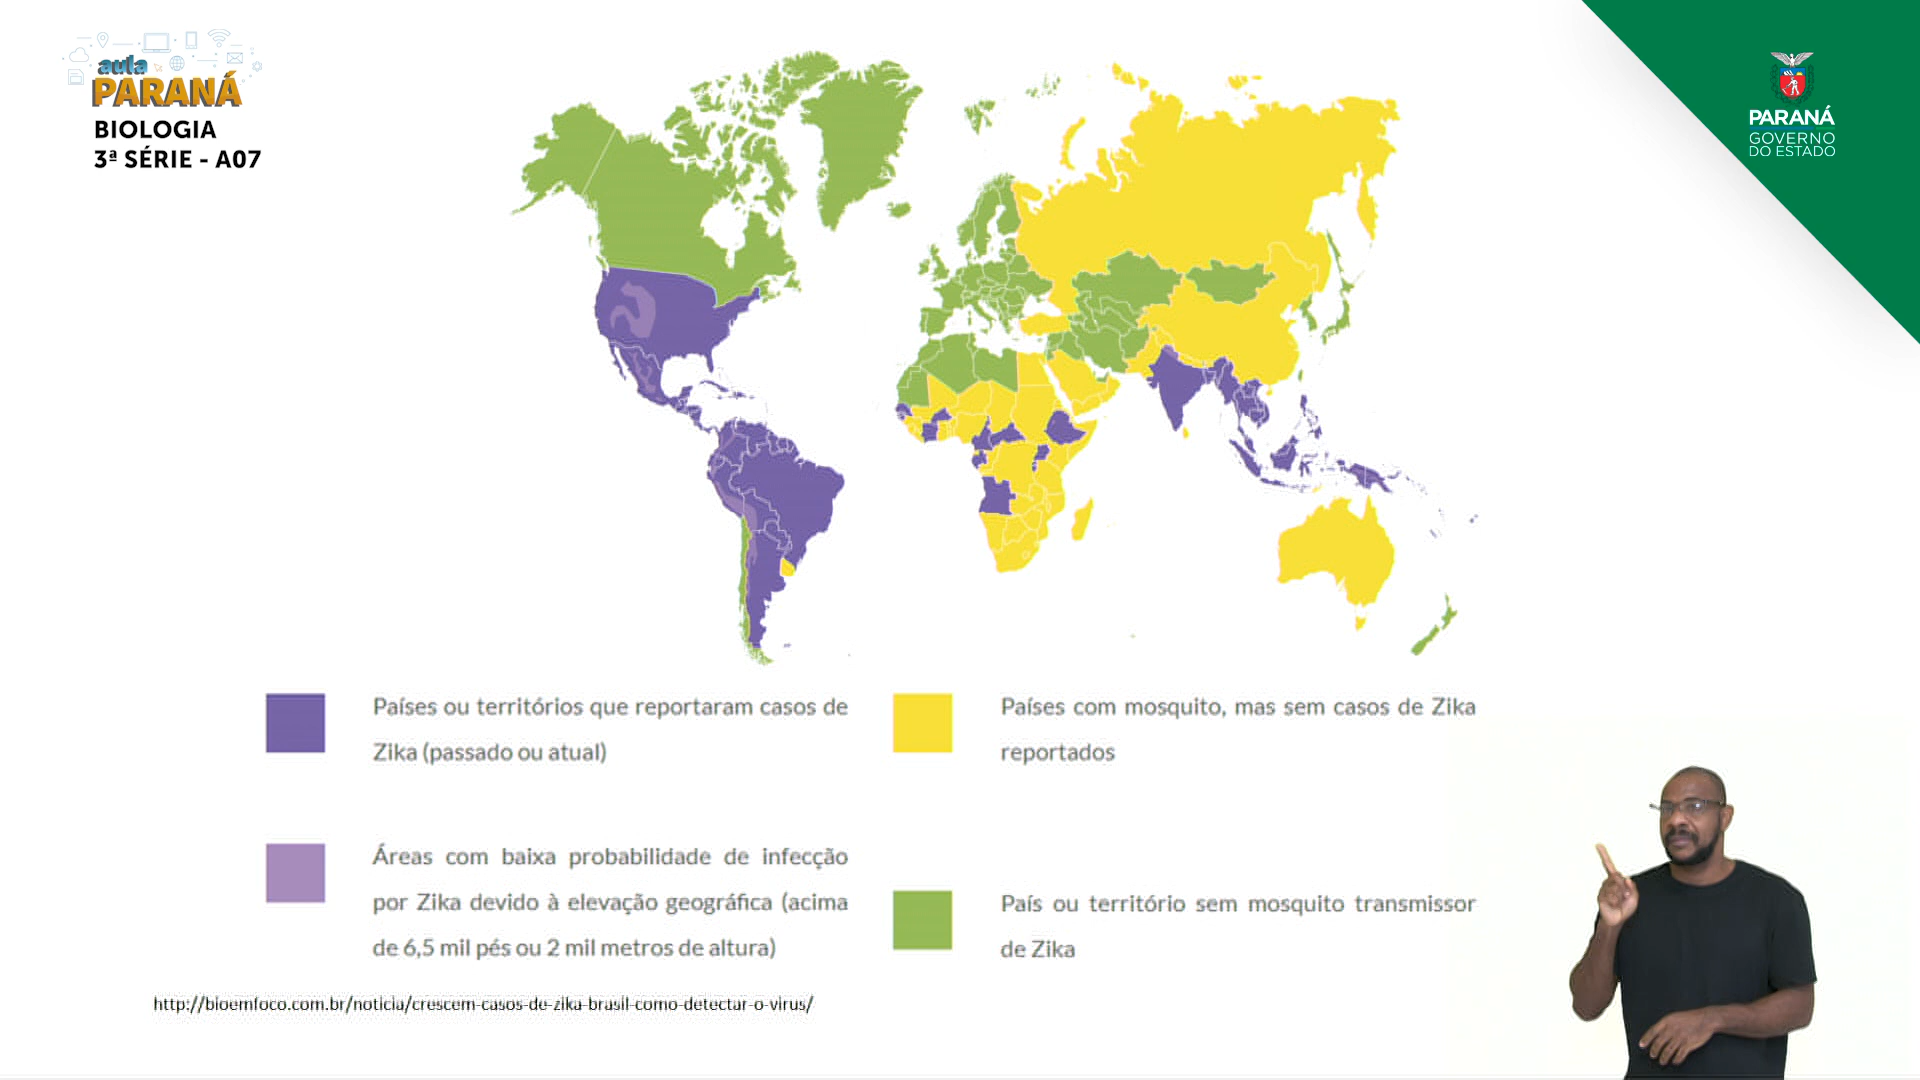 aula
PARANÁ
BIOLOGIA
3ª SÉRIE - A07
PARANÁ
GOVERNO
DO ESTADO
Países ou territórios que reportaram casos de
Zika (passado ou atual)
Países com mosquito, mas sem casos de Zika
reportados
Áreas com baixa probabilidade de infecção
por Zika devido à elevação geográfica (acima
de 6,5 mil pés ou 2 mil metros de altura)
País ou território sem mosquito transmissor
de Zika
http://bioemfoco.com.br/noticia/crescem-casos-de-zika-brasil-como-detectar-o-virus/